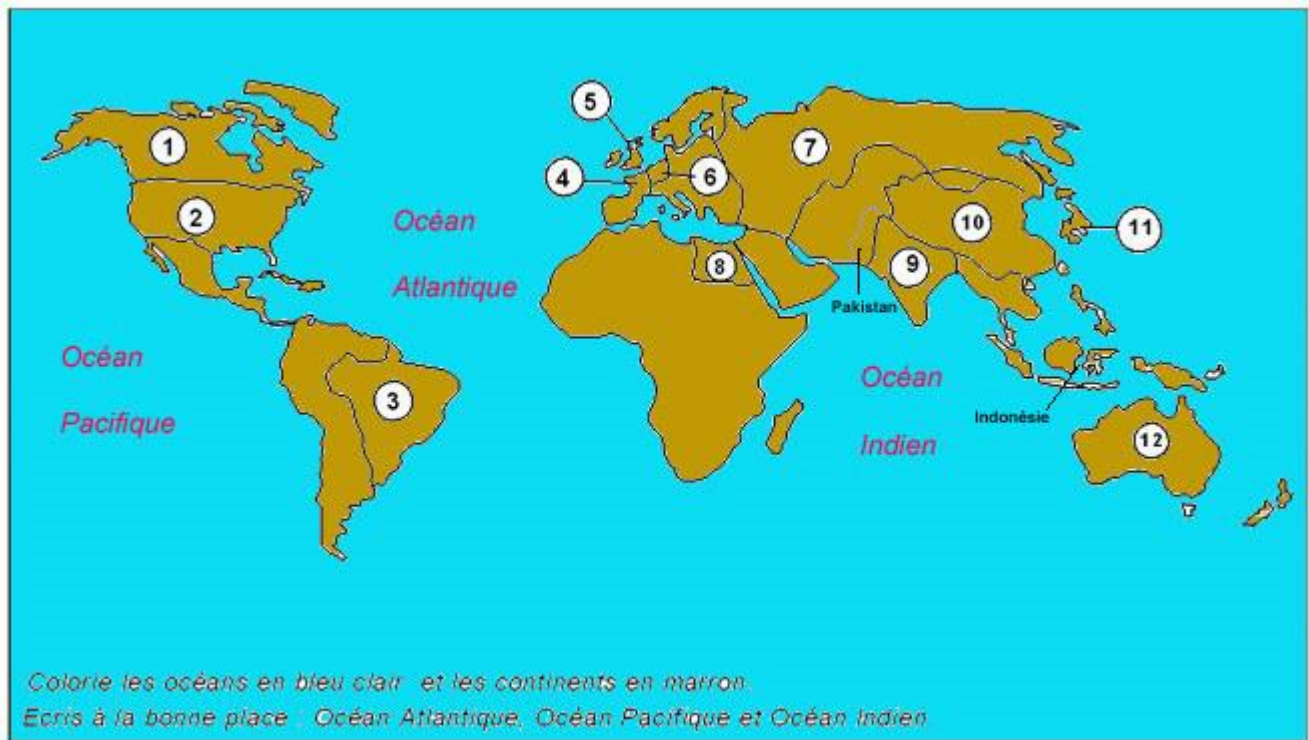 1
5
7
4
6
2
Océan
10
11
8
9
Atlantique
Pakistan
Océan
Océan
3
Indonésie
Pacifique
Indien
12
Colorie les océans en bleu clair et les continents en marron.
Ecris à la bonne place : Océan Atlantique, Océan Pacifique et Océan Indien